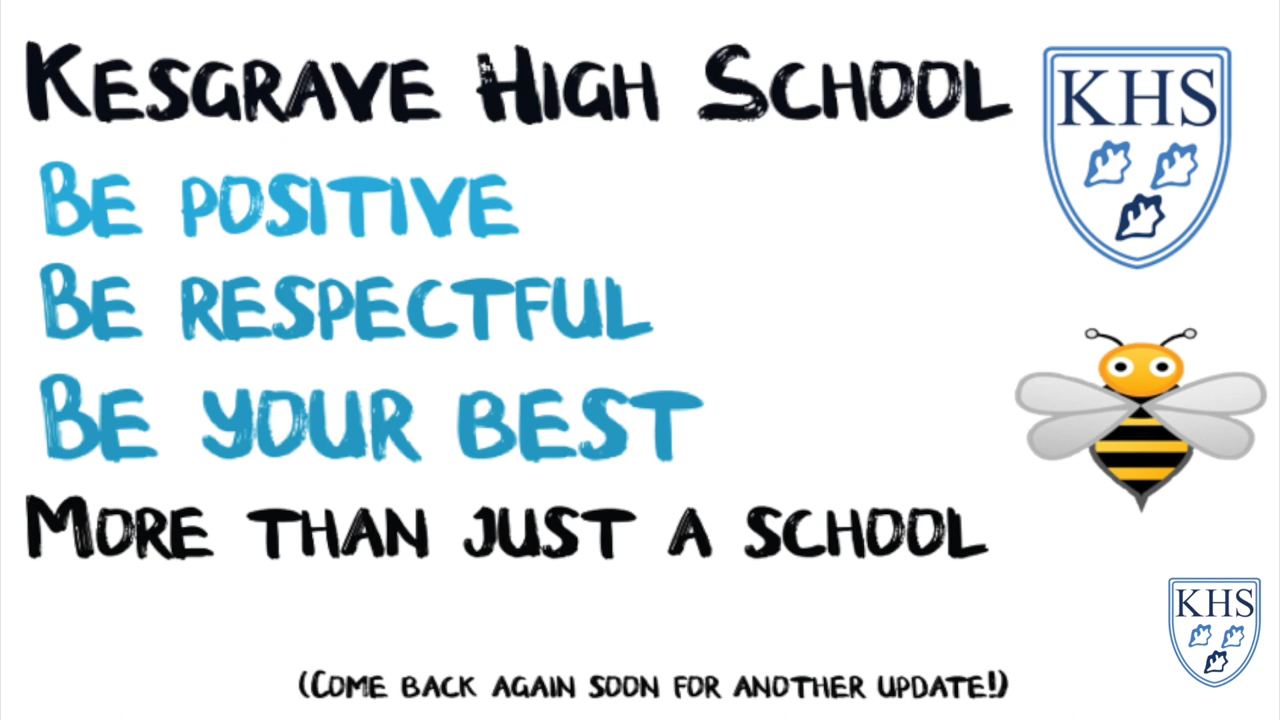 Kesgrave High School
KHS
Be positive
Be respectful
Be your best
More than just a school
KHS
(Come back again soon for another update!)